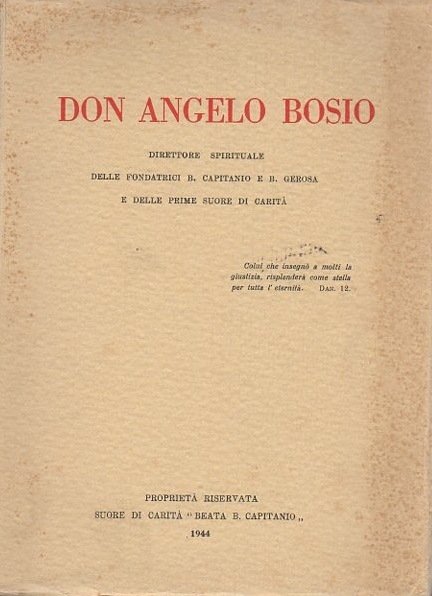 DON ANGELO BOSIO
DIRETTORE SPIRITUALE
DELLE FONDATRICI B. CAPITANIO E B. GEROSA
E DELLE PRIME SUORE DI CARITÀ
Colui che insegnò a molti la
giustizia, risplenderà come stella
per tutta l' eternità. DAN. 12.
PROPRIETÀ RISERVATA
SUORE DI CARITÀ " BEATA B. CAPITANIO „
1944